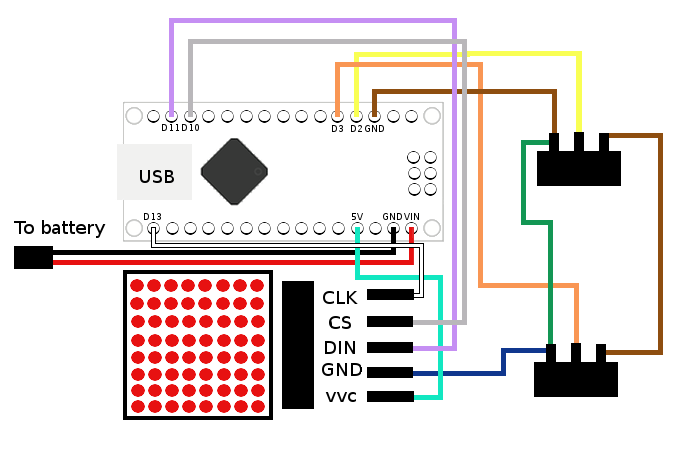 D11 D10 D3 D2 GND
USB
D13 5V GND VIN
To battery
CLK
CS
DIN
GND
VVC